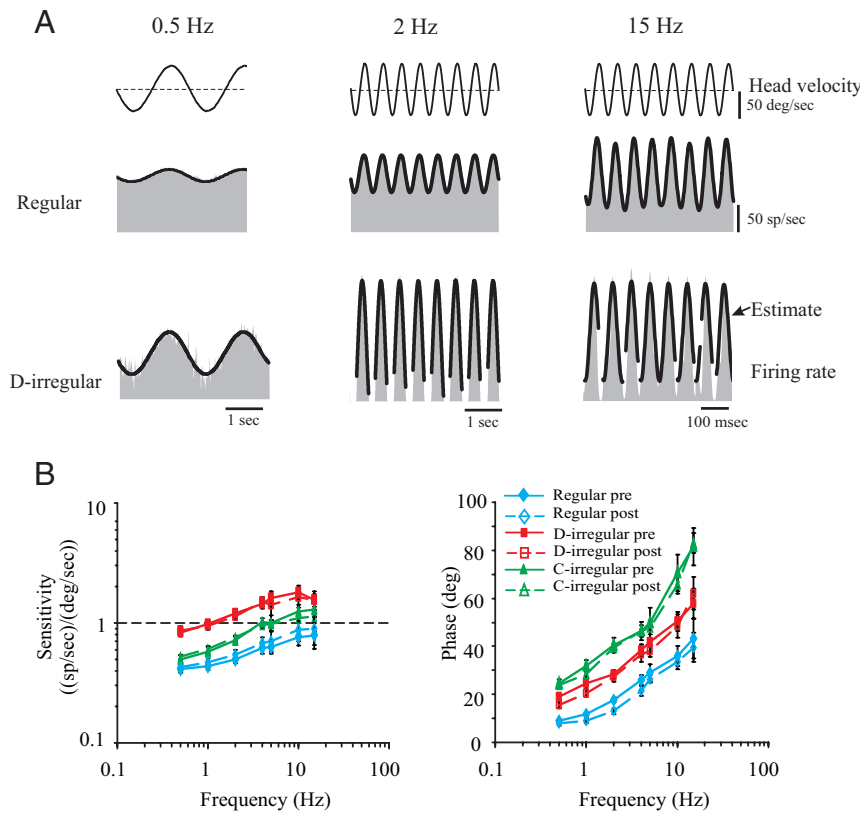 A
0.5 Hz
2 Hz
15 Hz
Head velocity
50 deg/sec
Regular
50 sp/sec
Estimate
D-irregular
Firing rate
1 sec
1 sec
100 msec
B
10
1
0.1
Sensitivity
((sp/sec)/(deg/sec))
1
10
100
Frequency (Hz)
Regular pre
Regular post
D-irregular pre
D-irregular post
C-irregular pre
C-irregular post
100
80
60
40
20
0
Phase (deg)
0.1
1
10
100
Frequency (Hz)